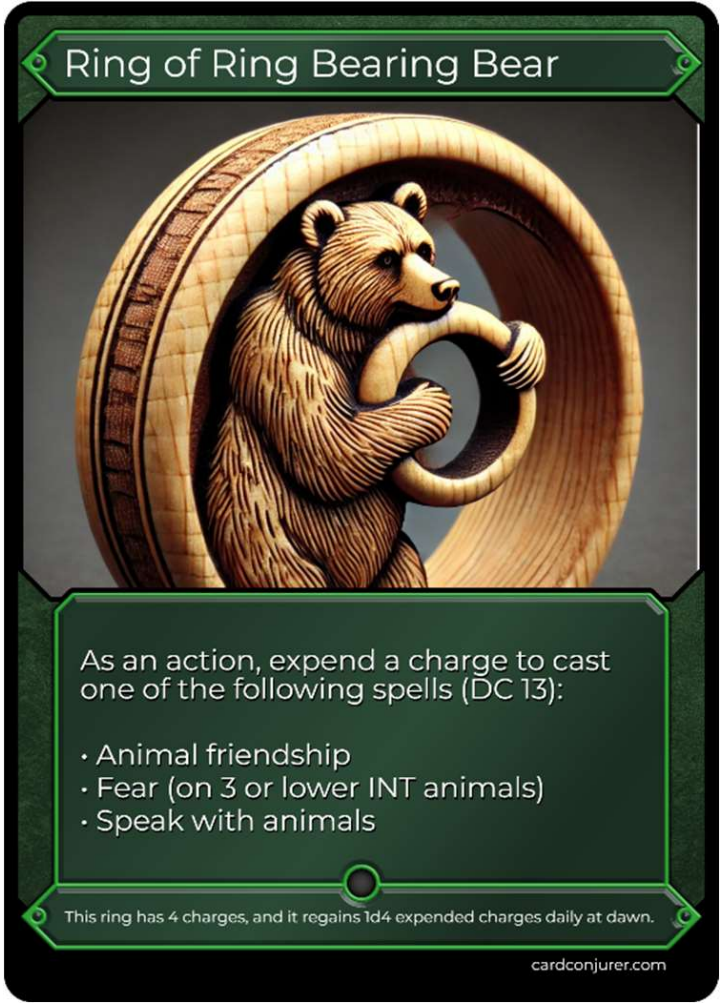 Ring of Ring Bearing Bear
As an action, expend a charge to cast
one of the following spells (DC 13):
• Animal friendship
• Fear (on 3 or lower INT animals)
• Speak with animals
This ring has 4 charges, and it regains 1d4 expended charges daily at dawn.
cardconjurer.com